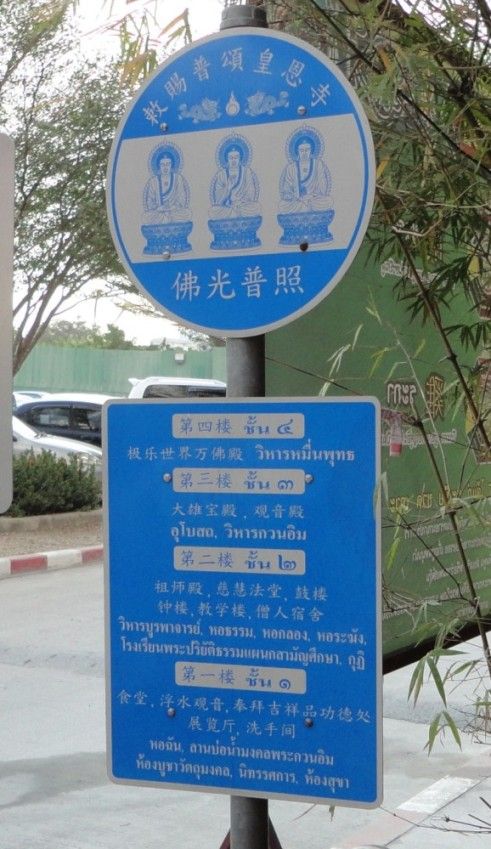 敕賜普頌皇恩寺
佛光普照
第四楼 ชั้น ๔
极乐世界万佛殿 วิหารหมื่นพุทธ
第三楼 ชั้น ๓
大雄宝殿, 观音殿
อุโบสถ, วิหารกวนอิม
第二楼 ชั้น ๒
祖师殿, 慈慧法堂, 鼓楼
钟楼, 教学楼, 僧人宿舍
วิหารบูรพาจารย์, หอธรรม, หอกลอง, หอระฆัง,
โรงเรียนพระปริยัติธรรมแผนกสามัญศึกษา, กุฏิ
第一楼 ชั้น ๑
食堂, 浮水观音, 奉拜吉祥品功德处
展览厅, 洗手间
หอฉัน, ลานบ่อน้ำมงคลพระกวนอิม
ห้องบูชาวัตถุมงคล, นิทรรศการ, ห้องสุขา